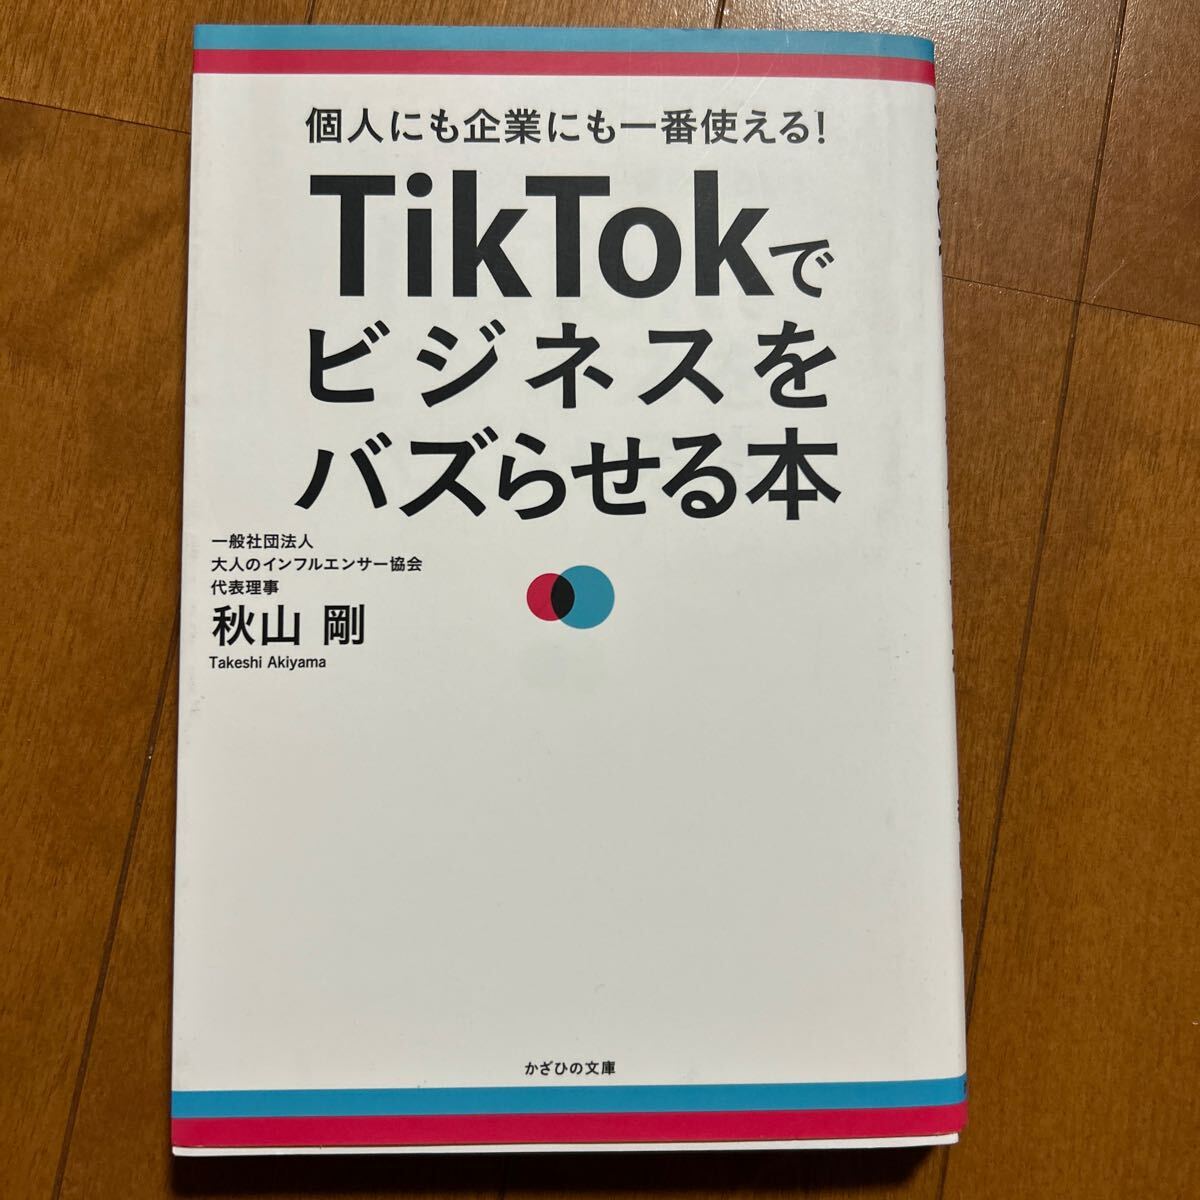 個人にも企業にも一番使える!
TikTokで
ビジネスを
バズらせる本
一般社団法人
大人のインフルエンサー協会
代表理事
秋山 剛
Takeshi Akiyama
かざひの文庫